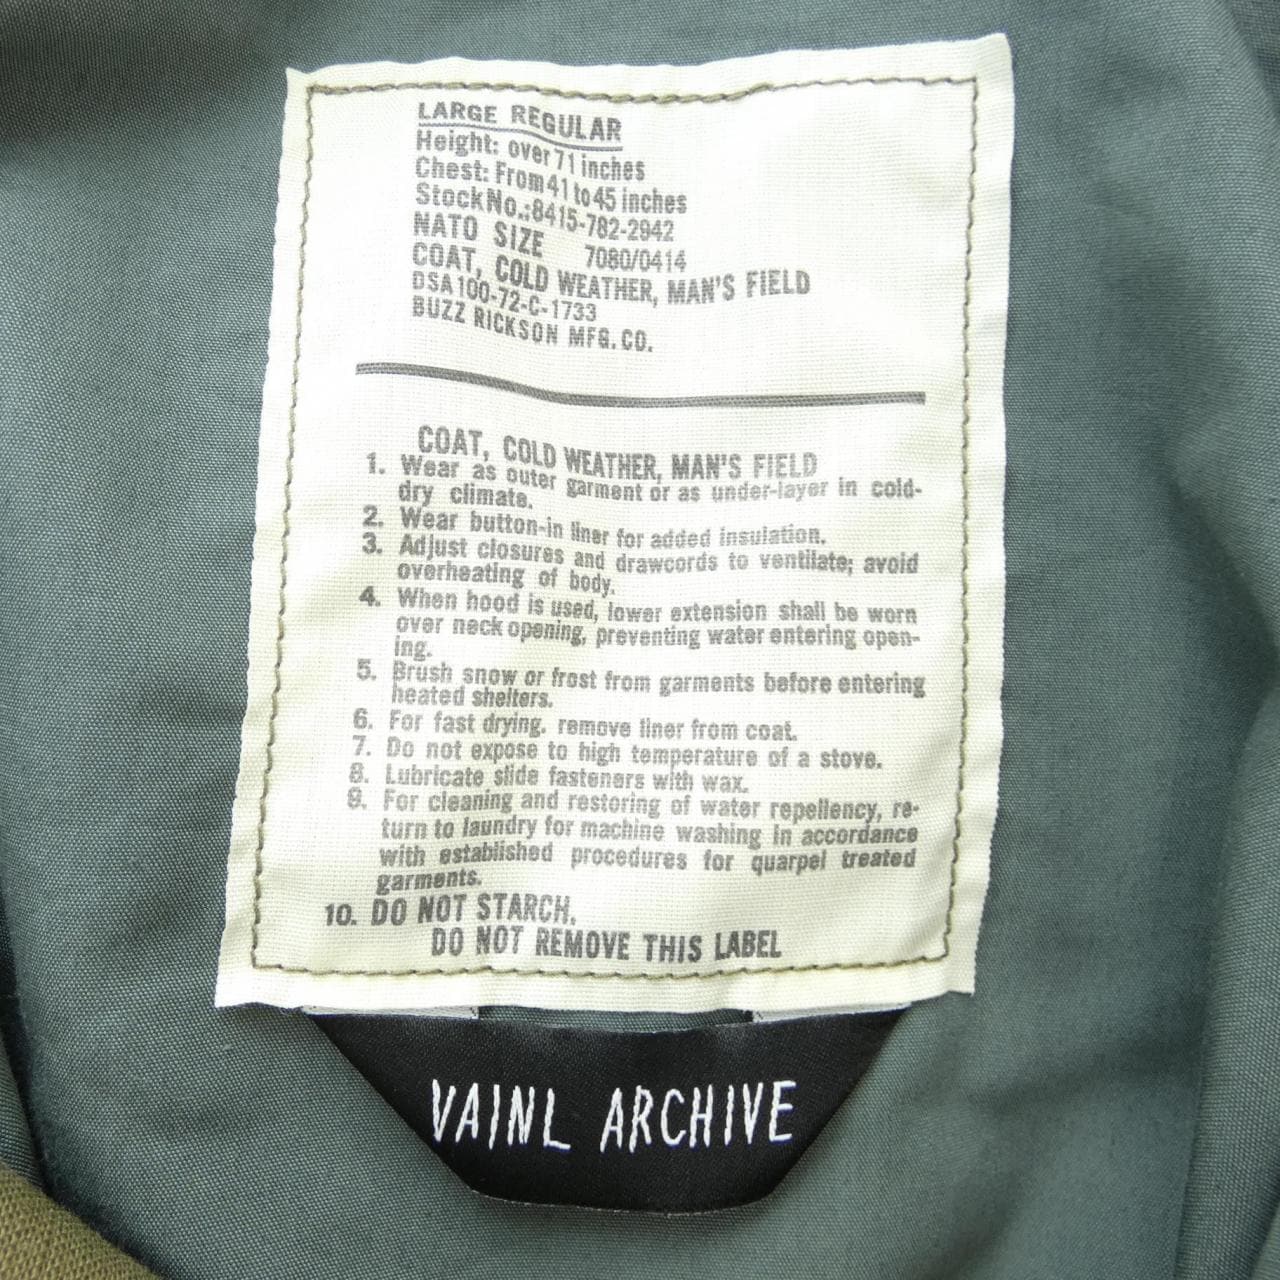 LARGE REGULAR
Height: over 71 inches
Chest: From 41 to 45 inches
Stock No.: 8415-782-2942
NATO SIZE 7080/0414
COAT, COLD WEATHER, MAN'S FIELD
DSA100-72-C-1733
BUZZ RICKSON MFG. CO.
COAT, COLD WEATHER, MAN'S FIELD
1. Wear as outer garment or as under-layer in cold-
dry climate.
2. Wear button-in liner for added insulation.
3. Adjust closures and drawcords to ventilate; avoid
overheating of body.
4. When hood is used, lower extension shall be worn
over neck opening, preventing water entering open-
ing.
5. Brush snow or frost from garments before entering
heated shelters.
6. For fast drying, remove liner from coat.
7. Do not expose to high temperature of a stove.
8. Lubricate slide fasteners with wax.
9. For cleaning and restoring of water repellency, re-
turn to laundry for machine washing in accordance
with established procedures for quarpel treated
garments.
10. DO NOT STARCH.
DO NOT REMOVE THIS LABEL
VAINL ARCHIVE